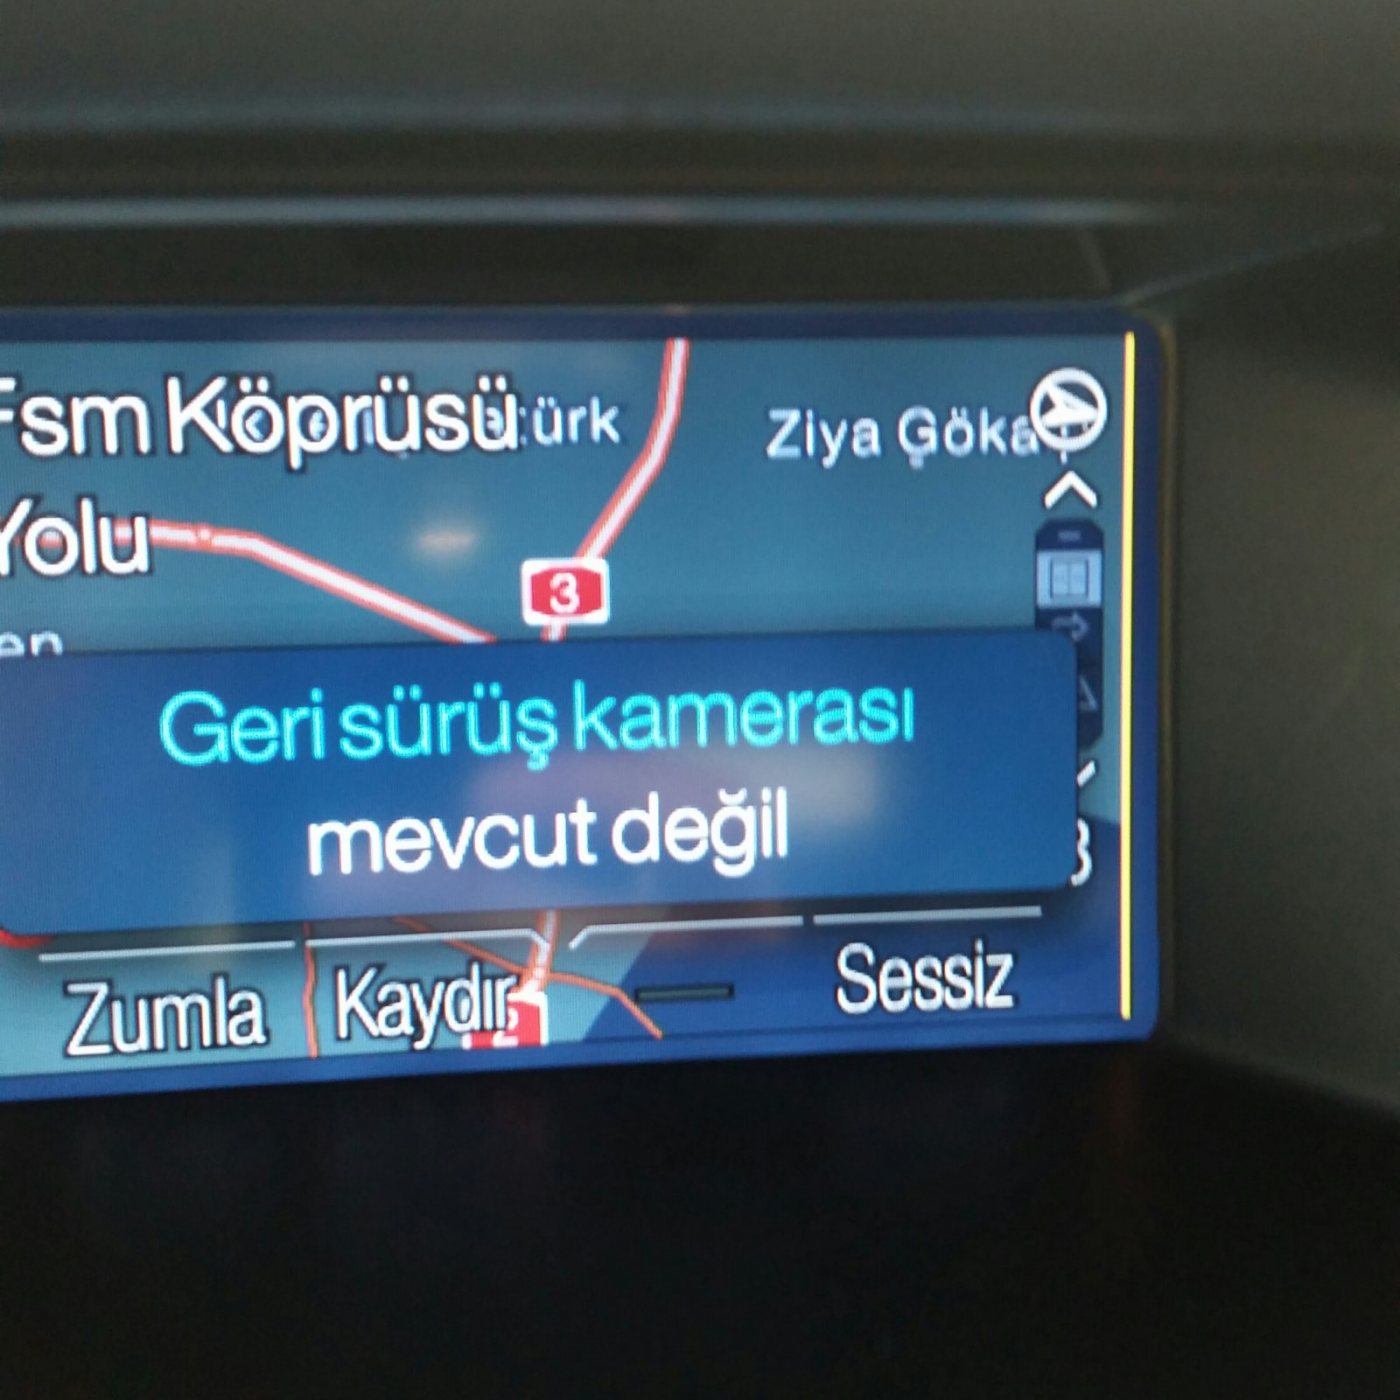 Fsm Köprüsü
Ziya Göka
Yolu
3
Geri sürüş kamerası
mevcut değil
Zumla
Kaydır
Sessiz